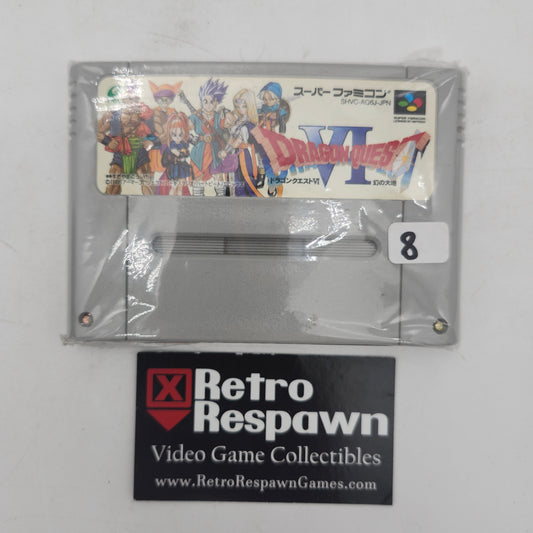 スーパーファミコン
SHVC-AQ6J-JPN
SUPER FAMICOM
DRAGON QUEST
VI
ドラゴンクエストVI 幻の大地
8
X Retro
Respawn
Video Game Collectibles
www.RetroRespawnGames.com